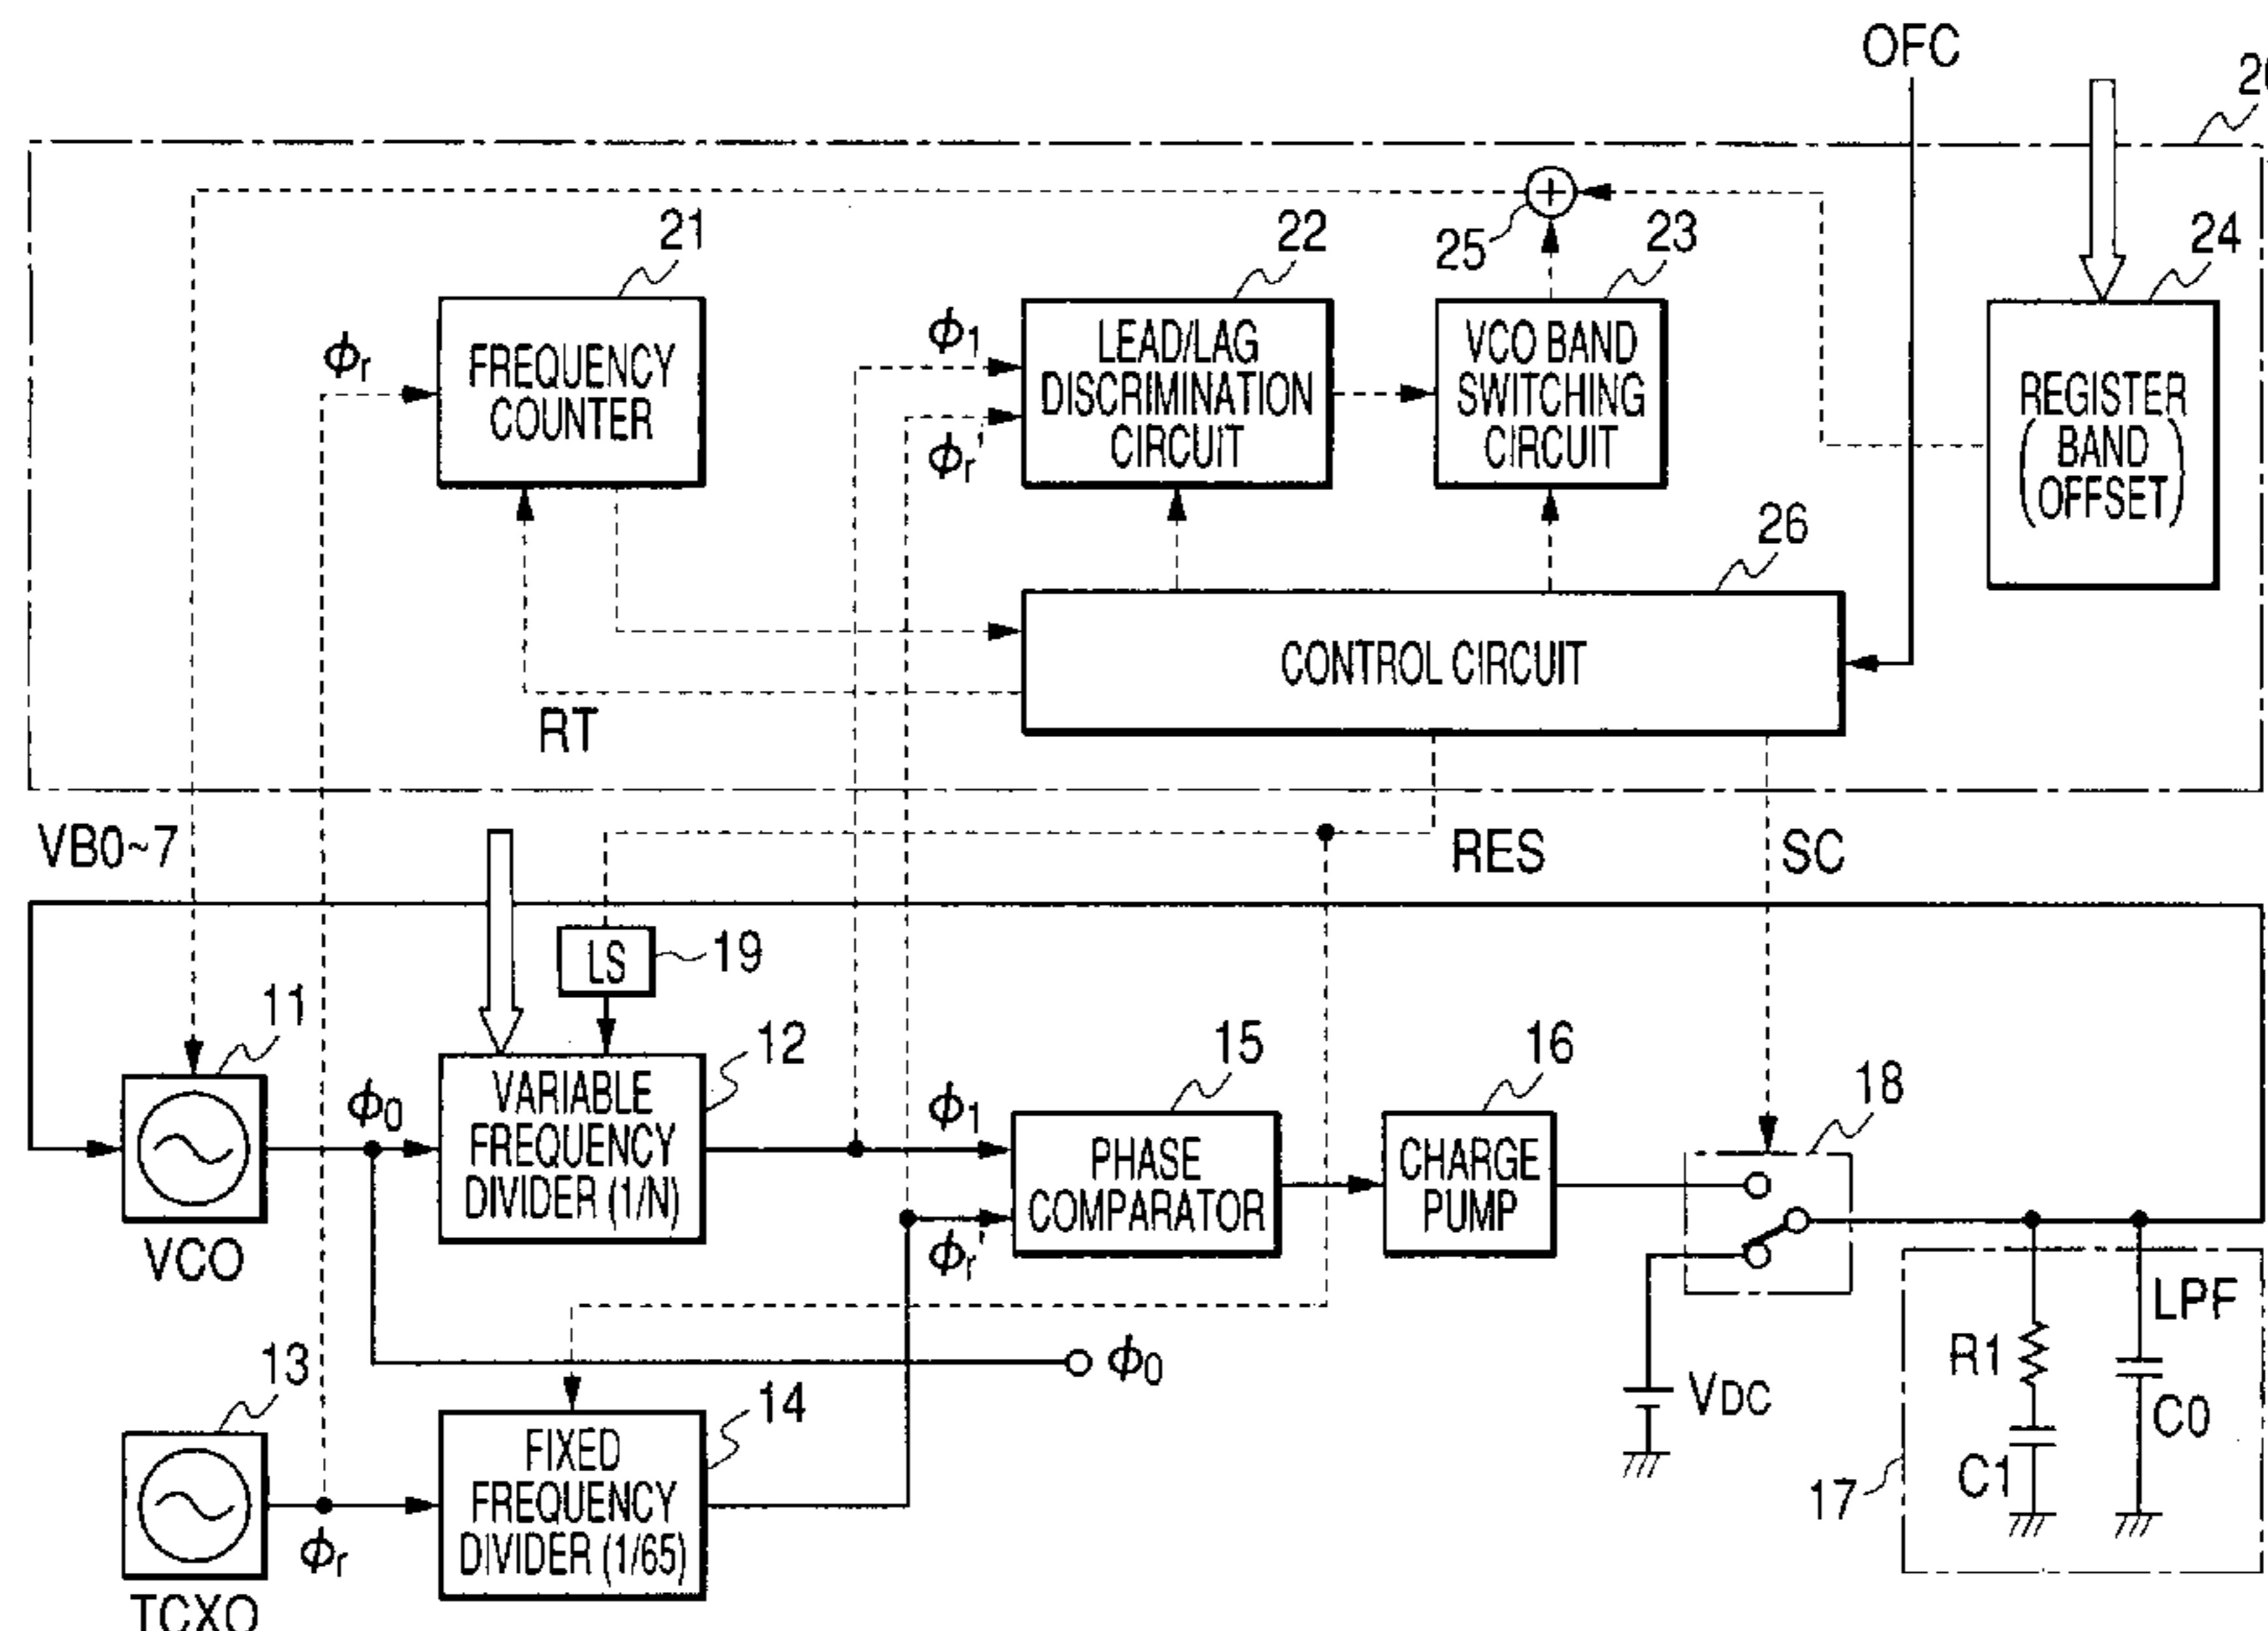 OFC
20
21
22
25
23
24
ϕr
FREQUENCY
COUNTER
ϕ1
ϕr'
LEAD/LAG
DISCRIMINATION
CIRCUIT
VCO BAND
SWITCHING
CIRCUIT
REGISTER
(BAND
OFFSET)
26
CONTROL CIRCUIT
RT
VB0~7
RES
SC
LS
19
11
12
15
16
18
ϕ0
VARIABLE
FREQUENCY
DIVIDER (1/N)
ϕ1
ϕr'
PHASE
COMPARATOR
CHARGE
PUMP
VCO
LPF
R1
C0
C1
17
VDC
ϕ0
13
14
FIXED
FREQUENCY
DIVIDER (1/65)
ϕr
TCXO